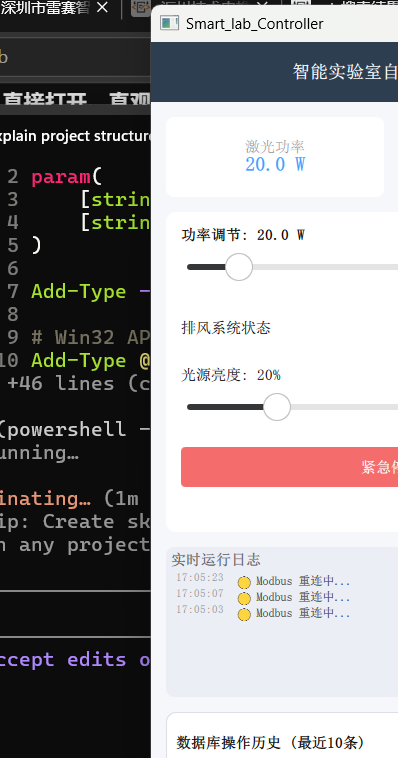 深圳市雷赛智
Smart_lab_Controller
智能实验室自
直接打开
explain project structure
2 param(
3 [strin
4 [strin
5 )
6
7 Add-Type -
8
9 # Win32 AP
10 Add-Type @
+46 lines (c
(powershell -
unning…
inating… (1m
ip: Create sk
n any project
ccept edits o
激光功率
20.0 W
功率调节: 20.0 W
排风系统状态
光源亮度: 20%
紧急停
实时运行日志
17:05:23 Modbus 重连中...
17:05:07 Modbus 重连中...
17:05:03 Modbus 重连中...
数据库操作历史 (最近10条)